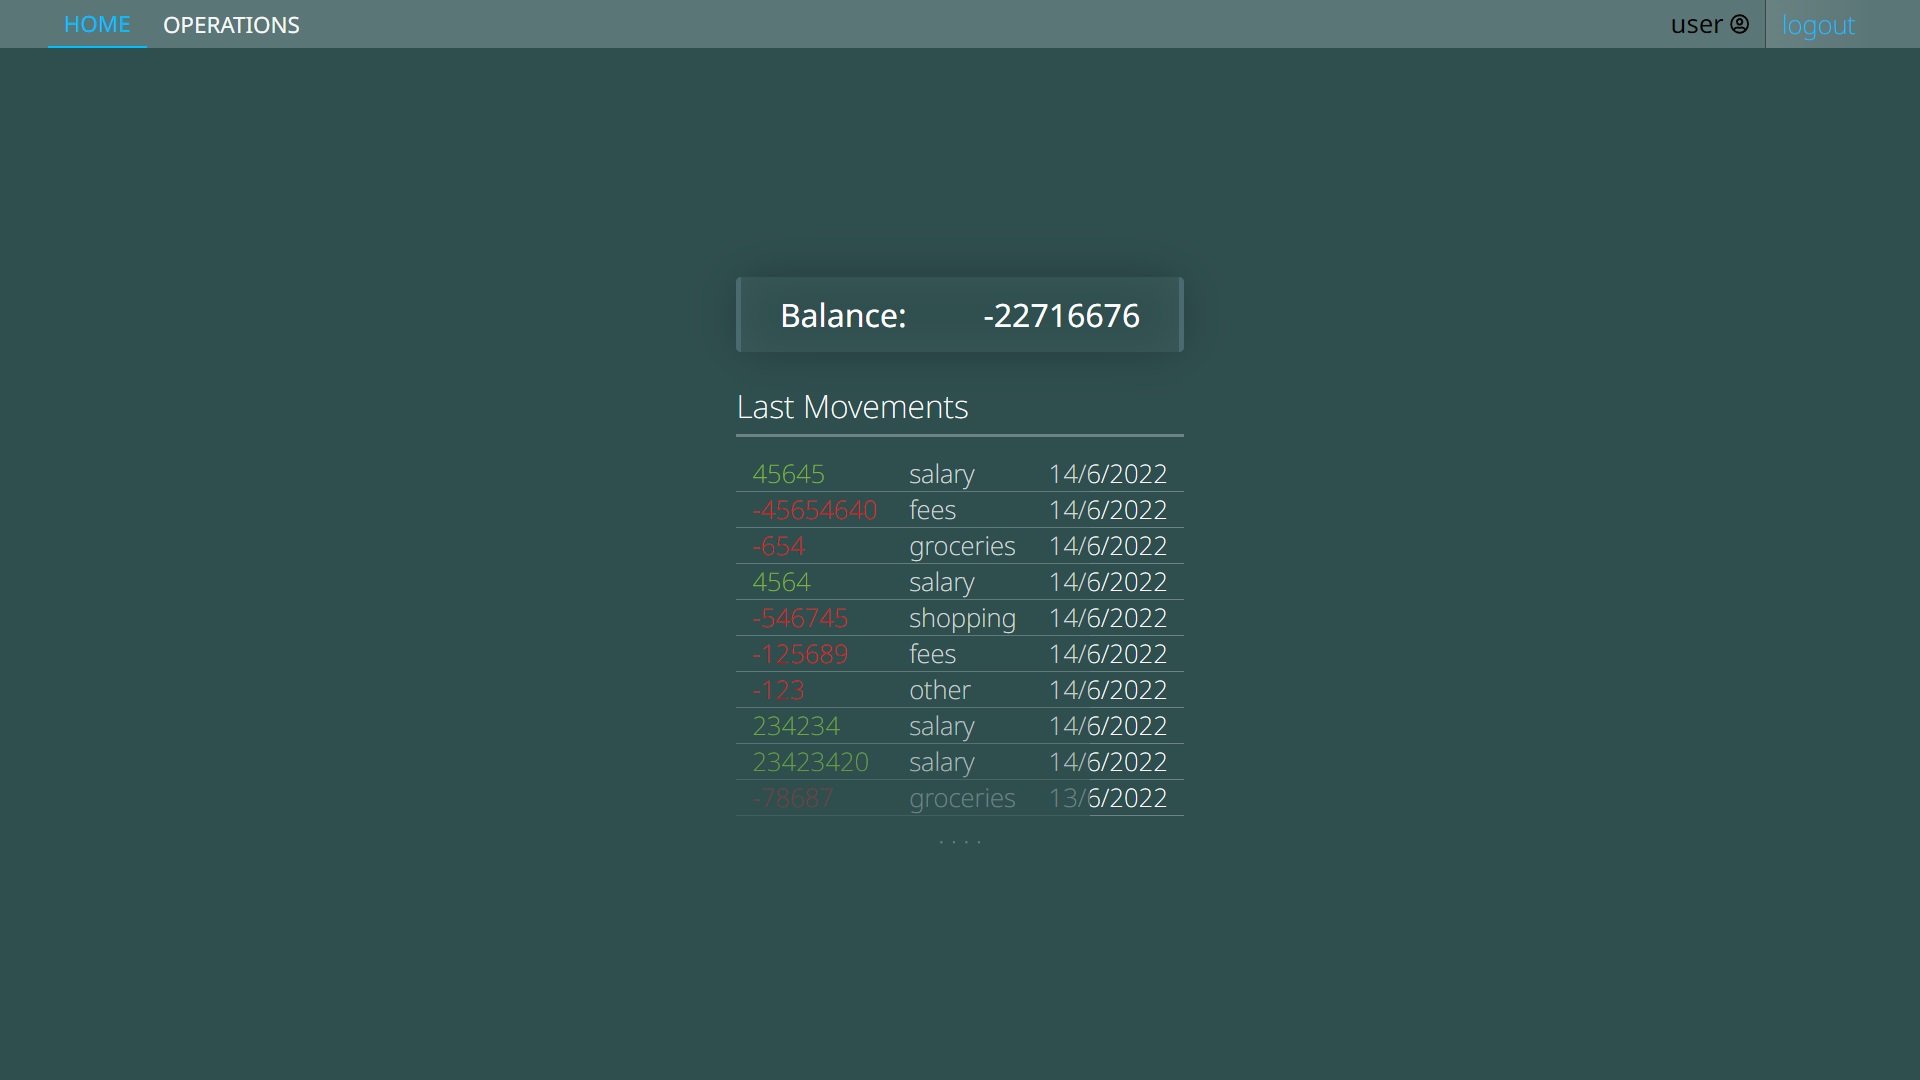 HOME OPERATIONS user logout
Balance: -22716676
Last Movements
45645 salary 14/6/2022
-45654640 fees 14/6/2022
-654 groceries 14/6/2022
4564 salary 14/6/2022
-546745 shopping 14/6/2022
-125689 fees 14/6/2022
-123 other 14/6/2022
234234 salary 14/6/2022
23423420 salary 14/6/2022
-78687 groceries 13/6/2022
....